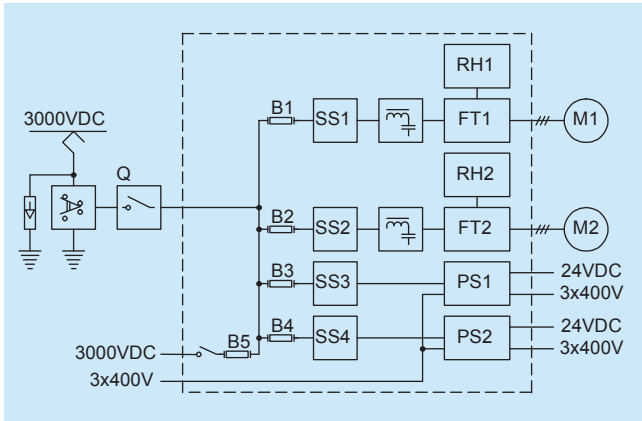 RH1
B1
3000VDC
SS1
FT1
M1
Q
RH2
B2
SS2
FT2
M2
B3
24VDC
SS3
PS1
3x400V
B4
24VDC
B5
SS4
PS2
3000VDC
3x400V
3x400V